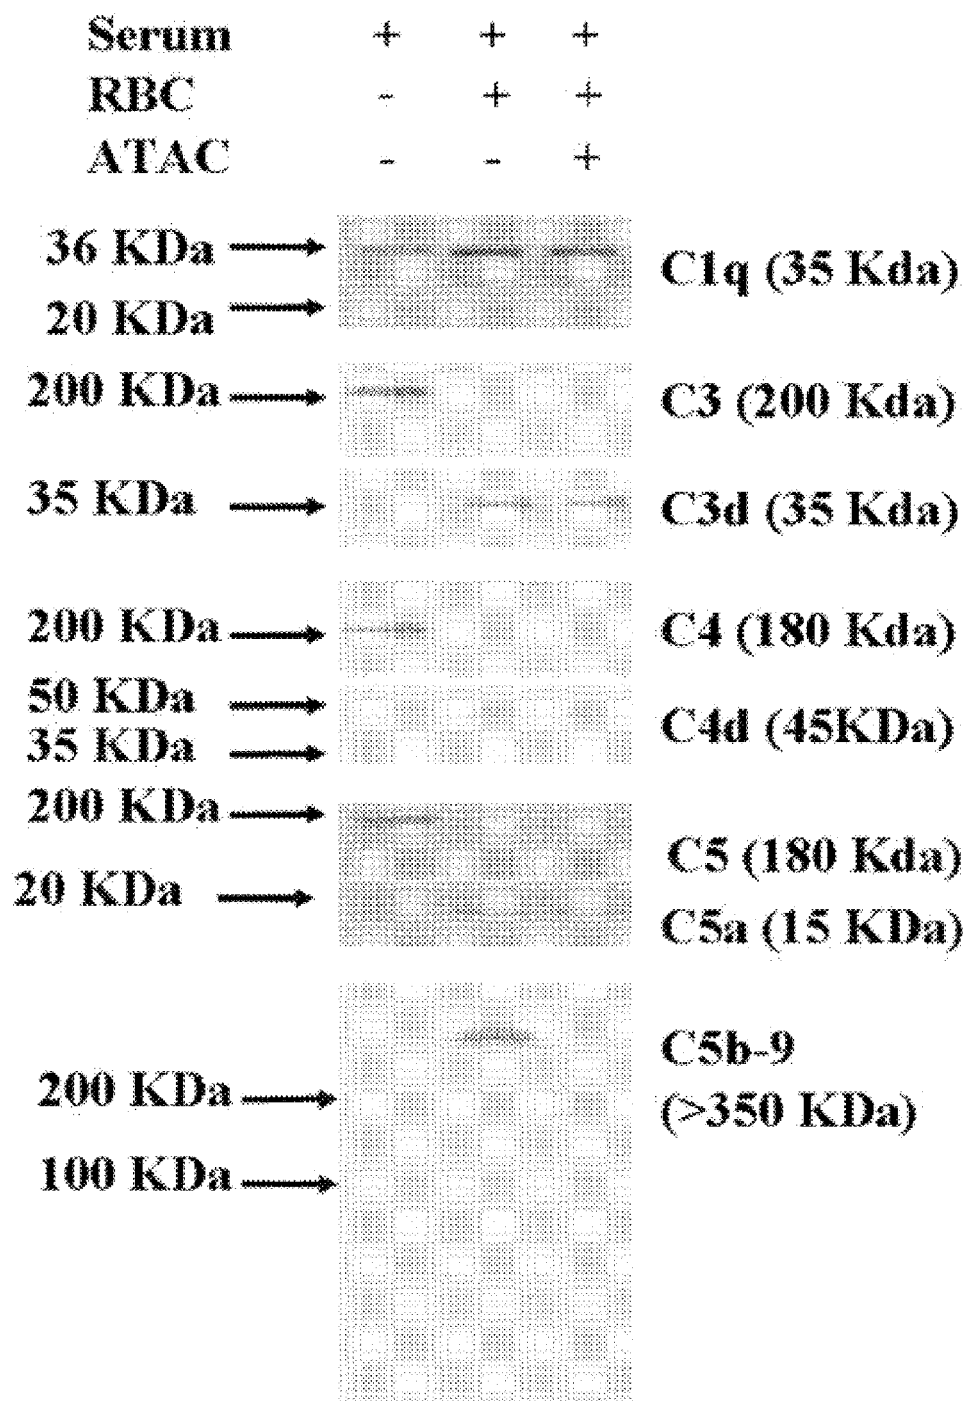 Serum + + +
RBC - + +
ATAC - - +
36 KDa
C1q (35 Kda)
20 KDa
200 KDa
C3 (200 Kda)
35 KDa
C3d (35 Kda)
200 KDa
C4 (180 Kda)
50 KDa
C4d (45KDa)
35 KDa
200 KDa
C5 (180 Kda)
20 KDa
C5a (15 KDa)
C5b-9
(>350 KDa)
200 KDa
100 KDa